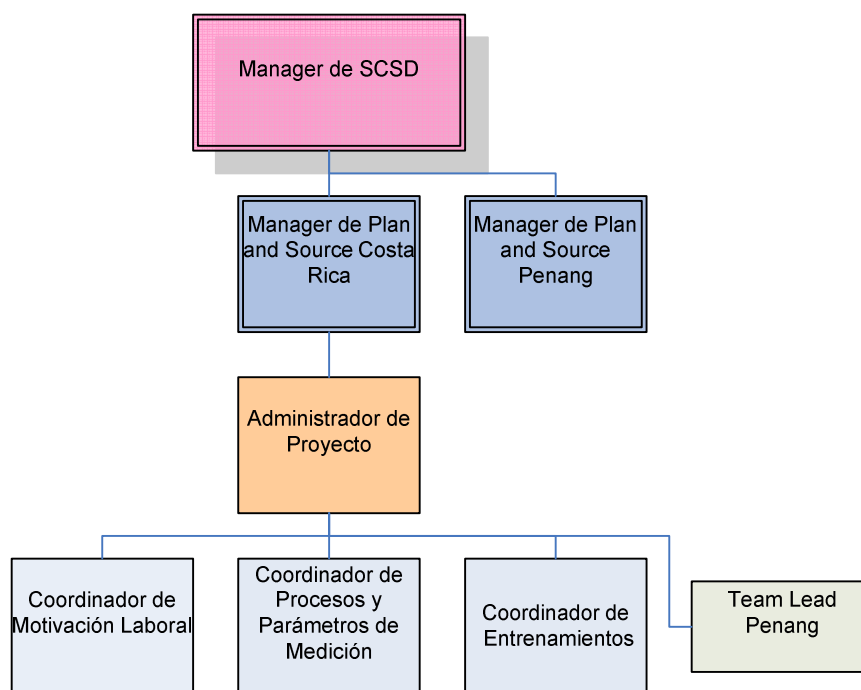 Manager de SCSD
Manager de Plan
and Source Costa
Rica
Manager de Plan
and Source
Penang
Administrador de
Proyecto
Coordinador de
Motivación Laboral
Coordinador de
Procesos y
Parámetros de
Medición
Coordinador de
Entrenamientos
Team Lead
Penang